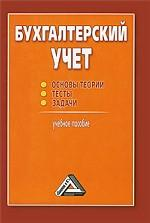 БУХГАЛТЕРСКИЙ
УЧЕТ
ОСНОВЫ ТЕОРИИ
ТЕСТЫ
ЗАДАЧИ
учебное пособие